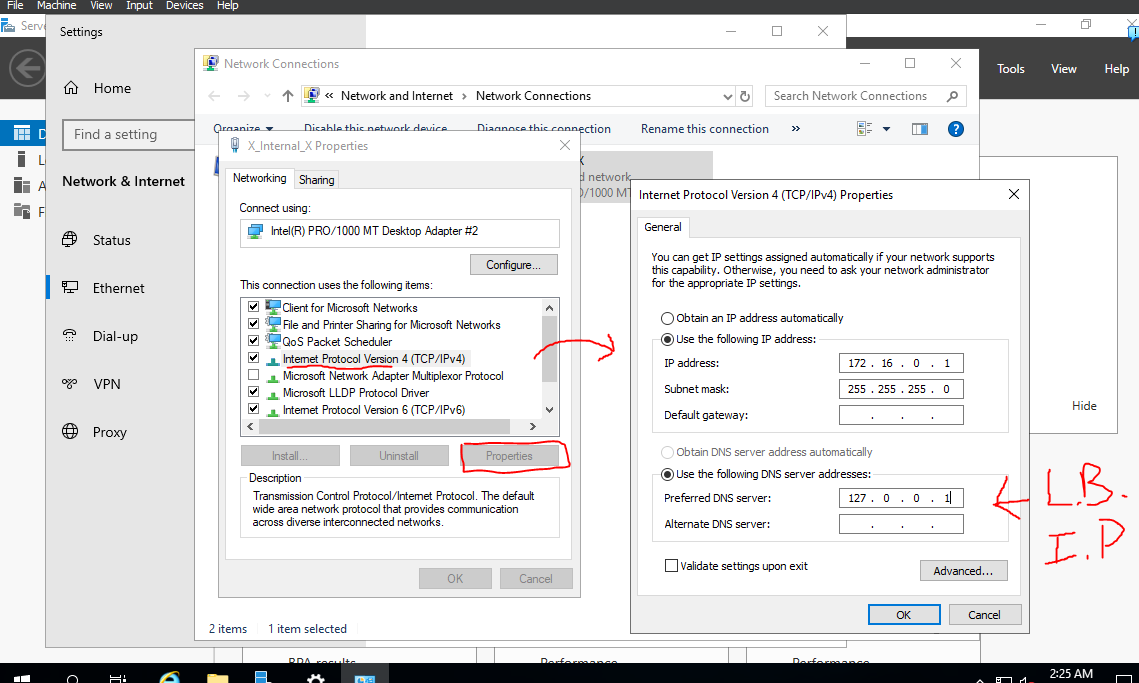 File Machine View Input Devices Help
Serve
Settings
Tools View Help
Home
Find a setting
Network & Internet
Status
Ethernet
Dial-up
VPN
Proxy
Network Connections
« Network and Internet > Network Connections
Search Network Connections
Organize Disable this network device Diagnose this connection Rename this connection »
X_Internal_X Properties
Networking Sharing
Connect using:
Intel(R) PRO/1000 MT Desktop Adapter #2
Configure...
This connection uses the following items:
Client for Microsoft Networks
File and Printer Sharing for Microsoft Networks
QoS Packet Scheduler
Internet Protocol Version 4 (TCP/IPv4)
Microsoft Network Adapter Multiplexor Protocol
Microsoft LLDP Protocol Driver
Internet Protocol Version 6 (TCP/IPv6)
Install... Uninstall Properties
Description
Transmission Control Protocol/Internet Protocol. The default
wide area network protocol that provides communication
across diverse interconnected networks.
OK Cancel
2 items 1 item selected
X
d network
O/1000 MT
Internet Protocol Version 4 (TCP/IPv4) Properties
General
You can get IP settings assigned automatically if your network supports
this capability. Otherwise, you need to ask your network administrator
for the appropriate IP settings.
Obtain an IP address automatically
Use the following IP address:
IP address: 172 . 16 . 0 . 1
Subnet mask: 255 . 255 . 255 . 0
Default gateway: . . .
Obtain DNS server address automatically
Use the following DNS server addresses:
Preferred DNS server: 127 . 0 . 0 . 1
Alternate DNS server: . . .
Validate settings upon exit
Advanced...
OK Cancel
Hide
L.B.
I.P
BPA results Performance Performance
2:25 AM